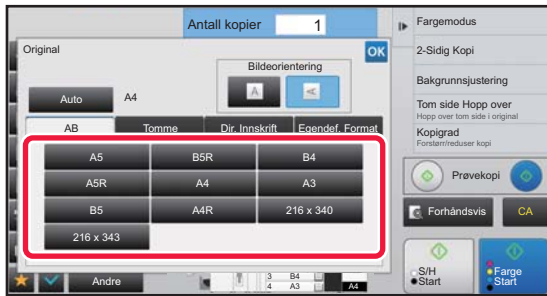 Antall kopier 1
Original
OK
Bildeorientering
A A
Auto A4
AB Tomme Dir. Innskrift Egendef. Format
A5 B5R B4
A5R A4 A3
B5 A4R 216 x 340
216 x 343
Andre
3 B4
4 A3
A4
Fargemodus
2-Sidig Kopi
Bakgrunnsjustering
Tom side Hopp over
Hopp over tom side i original
Kopigrad
Forstørr/reduser kopi
Prøvekopi
Forhåndsvis CA
S/H
Start
Farge
Start